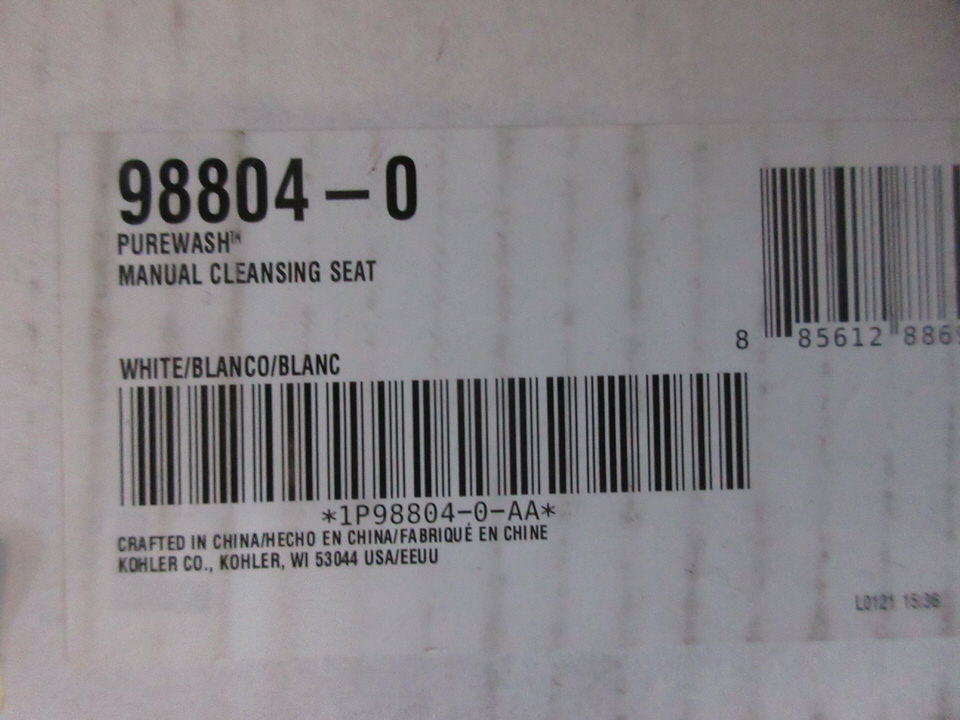 98804-0
PUREWASH™
MANUAL CLEANSING SEAT
WHITE/BLANCO/BLANC
*1P98804-0-AA*
CRAFTED IN CHINA/HECHO EN CHINA/FABRIQUÉ EN CHINE
KOHLER CO., KOHLER, WI 53044 USA/EEUU
8 85612 886
L0121 15:36